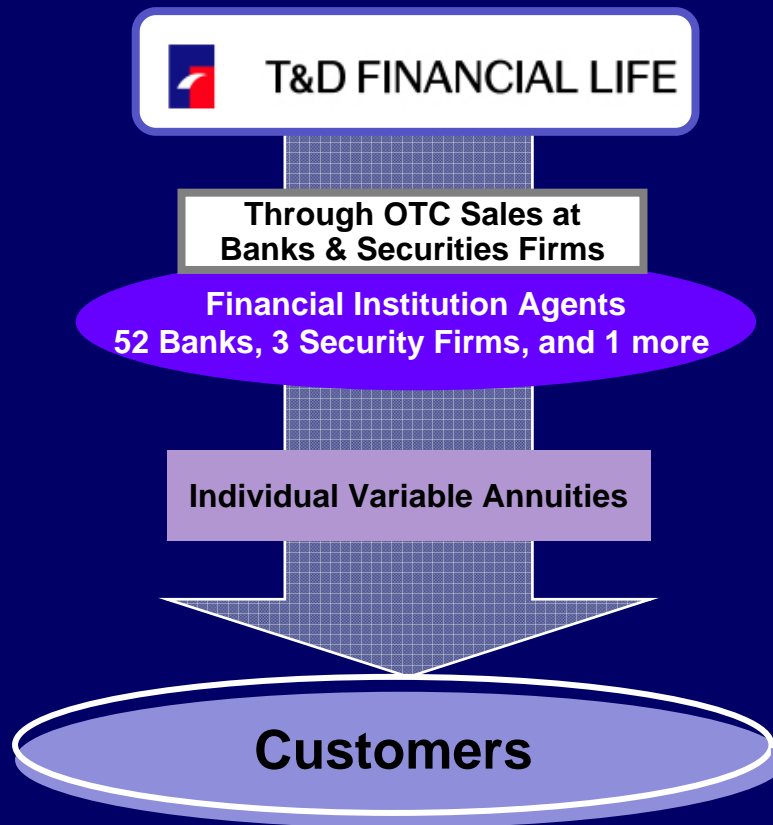 T&D FINANCIAL LIFE
Through OTC Sales at
Banks & Securities Firms
Financial Institution Agents
52 Banks, 3 Security Firms, and 1 more
Individual Variable Annuities
Customers